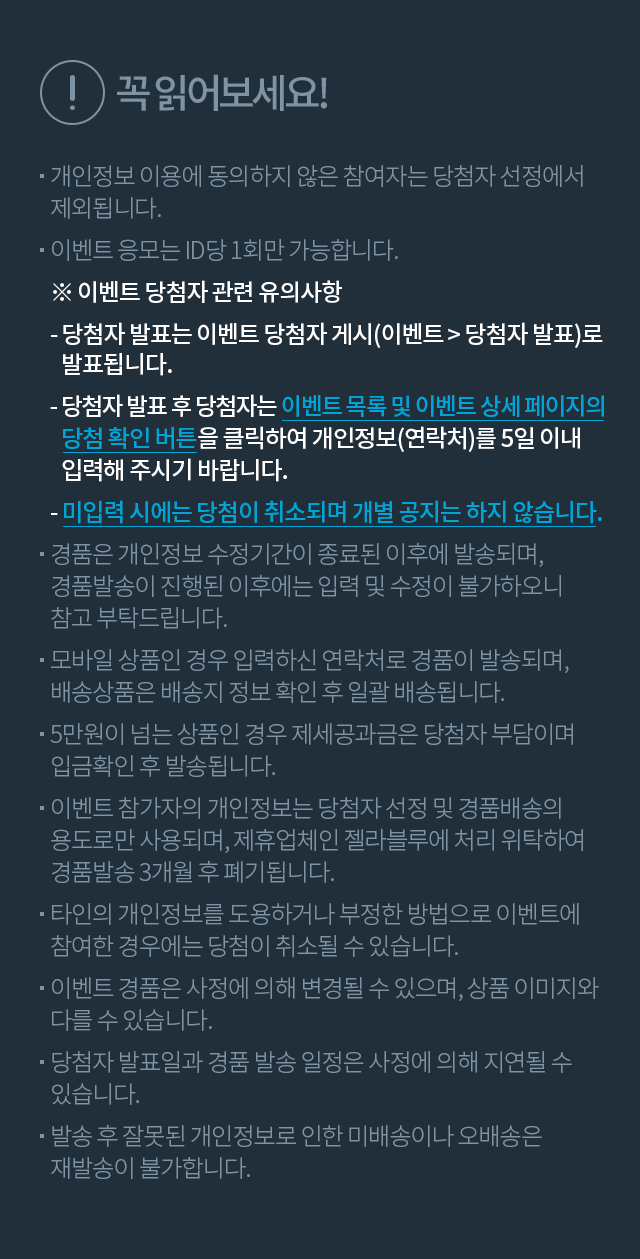 ! 꼭 읽어보세요!
· 개인정보 이용에 동의하지 않은 참여자는 당첨자 선정에서
제외됩니다.
· 이벤트 응모는 ID당 1회만 가능합니다.
※ 이벤트 당첨자 관련 유의사항
- 당첨자 발표는 이벤트 당첨자 게시(이벤트 > 당첨자 발표)로
발표됩니다.
- 당첨자 발표 후 당첨자는 이벤트 목록 및 이벤트 상세 페이지의
당첨 확인 버튼을 클릭하여 개인정보(연락처)를 5일 이내
입력해 주시기 바랍니다.
- 미입력 시에는 당첨이 취소되며 개별 공지는 하지 않습니다.
· 경품은 개인정보 수정기간이 종료된 이후에 발송되며,
경품발송이 진행된 이후에는 입력 및 수정이 불가하오니
참고 부탁드립니다.
· 모바일 상품인 경우 입력하신 연락처로 경품이 발송되며,
배송상품은 배송지 정보 확인 후 일괄 배송됩니다.
· 5만원이 넘는 상품인 경우 제세공과금은 당첨자 부담이며
입금확인 후 발송됩니다.
· 이벤트 참가자의 개인정보는 당첨자 선정 및 경품배송의
용도로만 사용되며, 제휴업체인 젤라블루에 처리 위탁하여
경품발송 3개월 후 폐기됩니다.
· 타인의 개인정보를 도용하거나 부정한 방법으로 이벤트에
참여한 경우에는 당첨이 취소될 수 있습니다.
· 이벤트 경품은 사정에 의해 변경될 수 있으며, 상품 이미지와
다를 수 있습니다.
· 당첨자 발표일과 경품 발송 일정은 사정에 의해 지연될 수
있습니다.
· 발송 후 잘못된 개인정보로 인한 미배송이나 오배송은
재발송이 불가합니다.